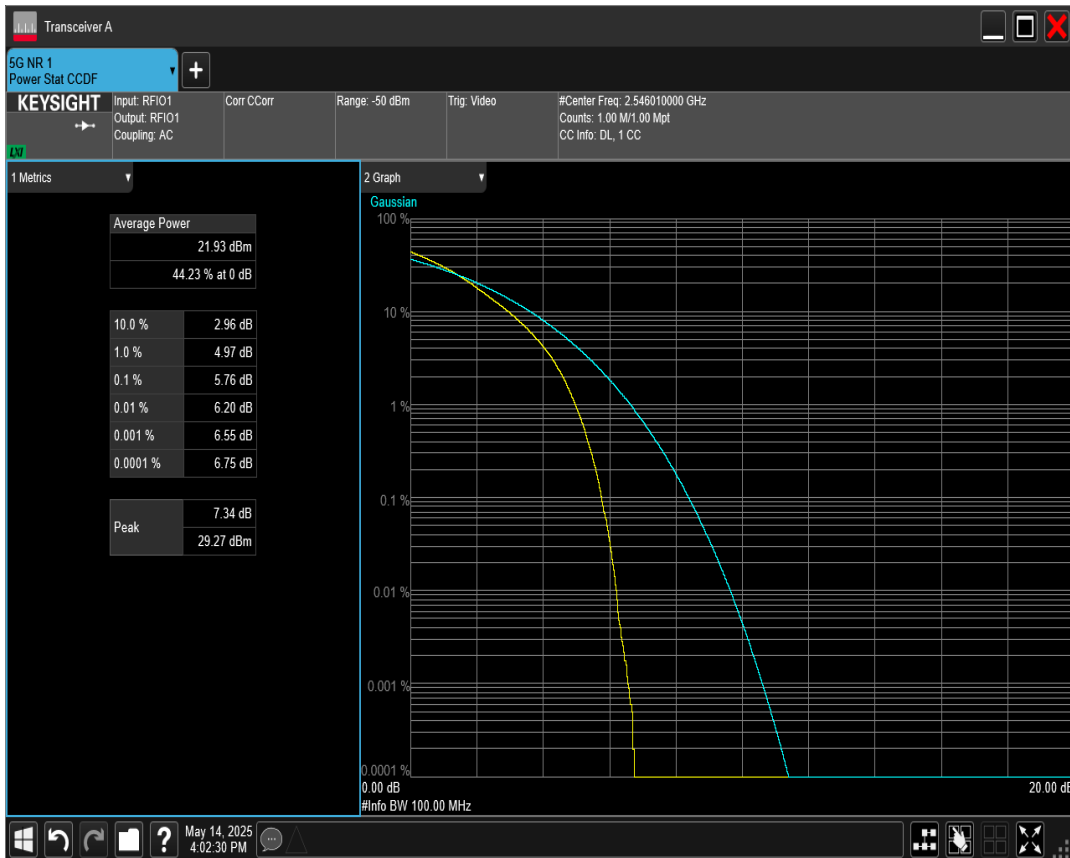 Transceiver A
5G NR 1
Power Stat CCDF
+
KEYSIGHT
Input: RFIO1
Output: RFIO1
Coupling: AC
Corr CCorr
Range: -50 dBm
Trig: Video
#Center Freq: 2.546010000 GHz
Counts: 1.00 M/1.00 Mpt
CC Info: DL, 1 CC
LXI
1 Metrics
Average Power
21.93 dBm
44.23 % at 0 dB
10.0 % 2.96 dB
1.0 % 4.97 dB
0.1 % 5.76 dB
0.01 % 6.20 dB
0.001 % 6.55 dB
0.0001 % 6.75 dB
Peak
7.34 dB
29.27 dBm
2 Graph
Gaussian
100 %
10 %
1 %
0.1 %
0.01 %
0.001 %
0.0001 %
0.00 dB
20.00 dB
#Info BW 100.00 MHz
?
May 14, 2025
4:02:30 PM